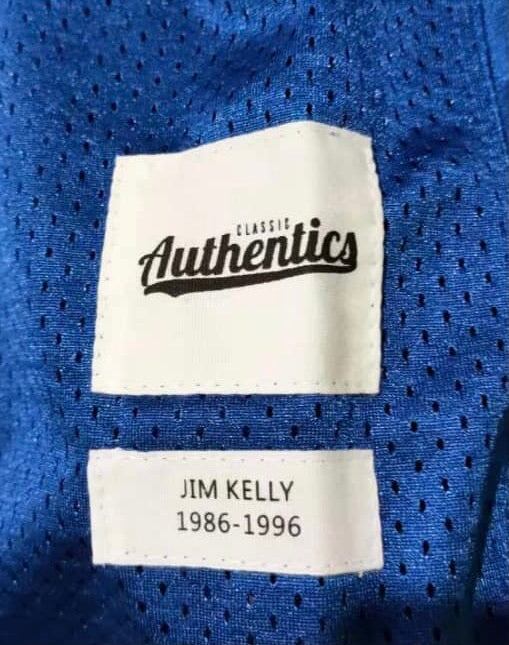 CLASSIC
Authentics
JIM KELLY
1986-1996